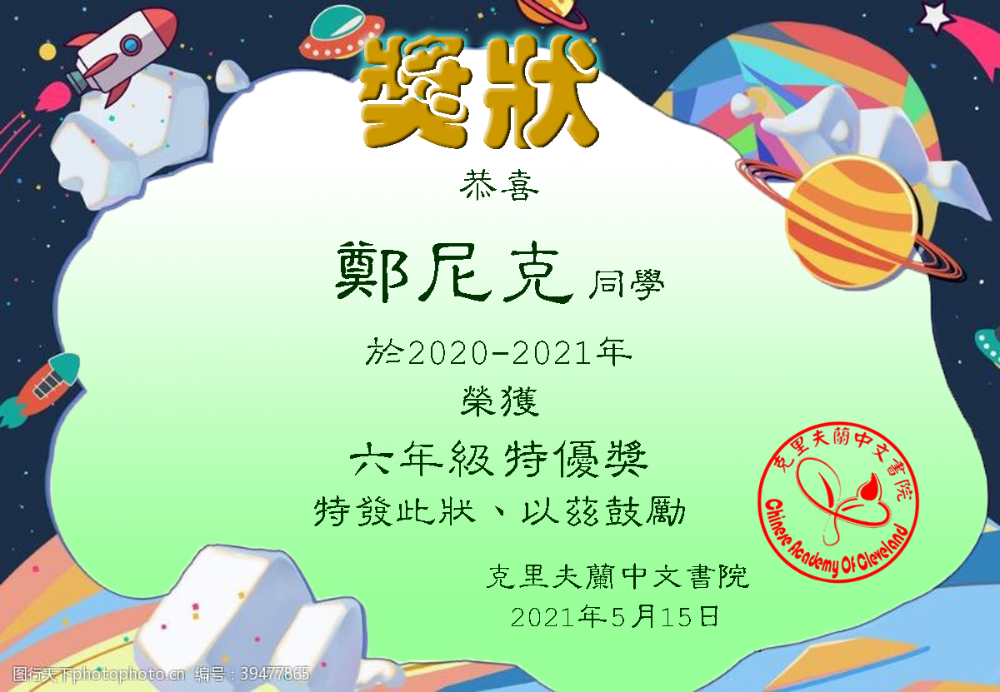 獎狀
恭喜
鄭尼克 同學
於2020-2021年
榮獲
六年級 特優獎
特發此狀、以茲鼓勵
克里夫蘭中文書院
Chinese Academy Of Cleveland
克里夫蘭中文書院
2021年5月15日
图行天下photophoto.cn 编号:39477865